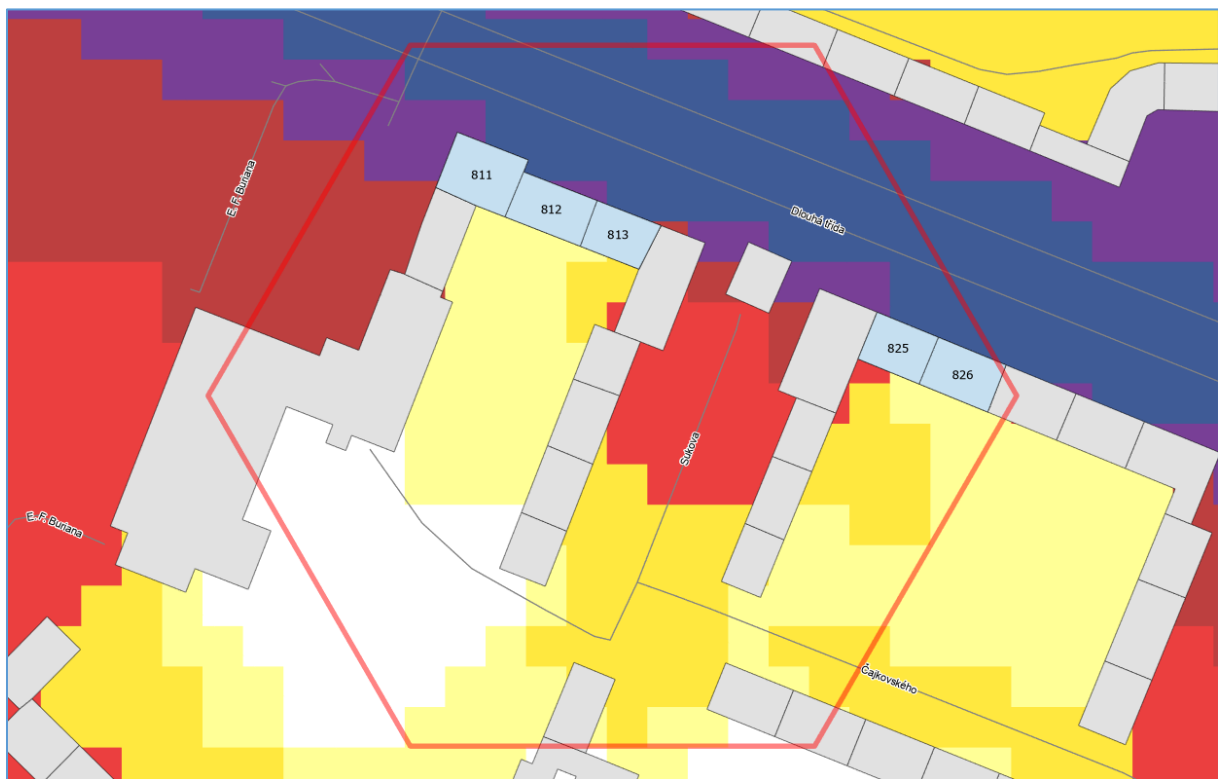 E. F. Buriana
811
812
813
Dlouhá třída
825
826
Sukova
E. F. Buriana
Čajkovského